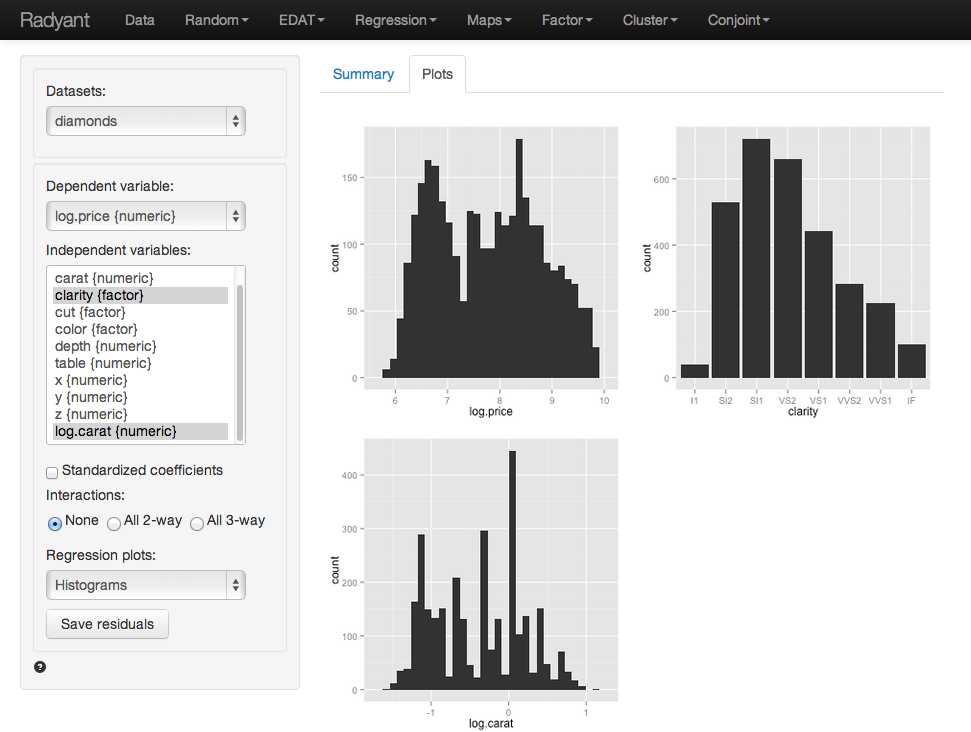 Radyant Data Random EDAT Regression Maps Factor Cluster Conjoint
Datasets:
diamonds
Dependent variable:
log.price {numeric}
Independent variables:
carat {numeric}
clarity {factor}
cut {factor}
color {factor}
depth {numeric}
table {numeric}
x {numeric}
y {numeric}
z {numeric}
log.carat {numeric}
Standardized coefficients
Interactions:
None All 2-way All 3-way
Regression plots:
Histograms
Save residuals
?
Summary Plots
150
100
50
0
count
6 7 8 9 10
log.price
600
400
200
0
count
I1 SI2 SI1 VS2 VS1 VVS2 VVS1 IF
clarity
400
300
200
100
0
count
-1 0 1
log.carat